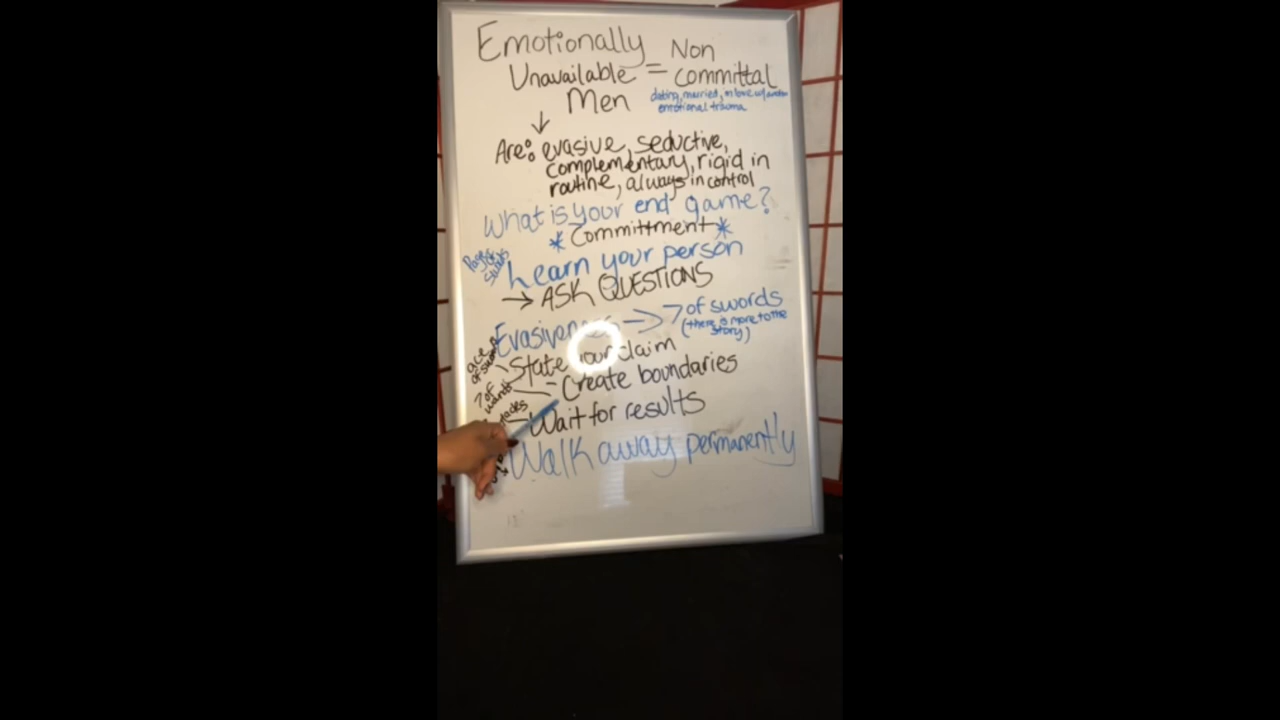 Emotionally
Unavailable = Non committal
Men
dating, married, in love w/
emotional trauma
Are: evasive, seductive,
complementary, rigid in
routine, always in control
What is your end game?
* Committment *
Page of swords
Learn your person
→ ASK QUESTIONS
Evasiveness → 7 of swords
(there is more to the
story)
ace of swords
State your claim
7 of wands
- Create boundaries
- Wait for results
Walk away permanently